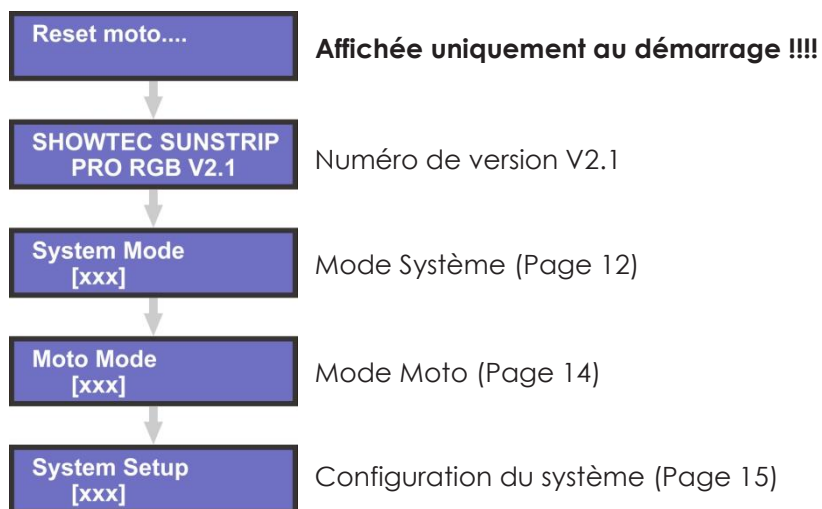 Reset moto....
Affichée uniquement au démarrage !!!!
SHOWTEC SUNSTRIP
PRO RGB V2.1
Numéro de version V2.1
System Mode
[xxx]
Mode Système (Page 12)
Moto Mode
[xxx]
Mode Moto (Page 14)
System Setup
[xxx]
Configuration du système (Page 15)